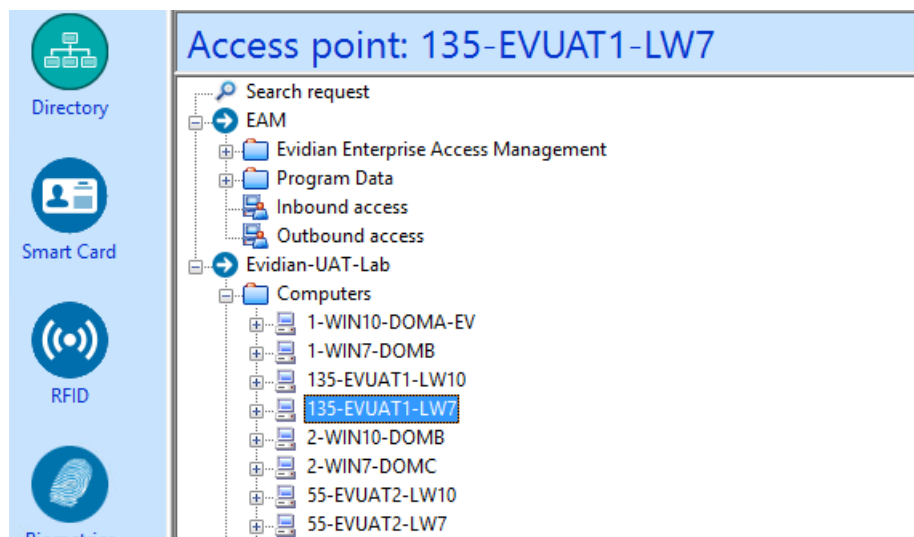 Access point: 135-EVUAT1-LW7
Directory
Smart Card
RFID
Search request
EAM
Evidian Enterprise Access Management
Program Data
Inbound access
Outbound access
Evidian-UAT-Lab
Computers
1-WIN10-DOMA-EV
1-WIN7-DOMB
135-EVUAT1-LW10
135-EVUAT1-LW7
2-WIN10-DOMB
2-WIN7-DOMC
55-EVUAT2-LW10
55-EVUAT2-LW7